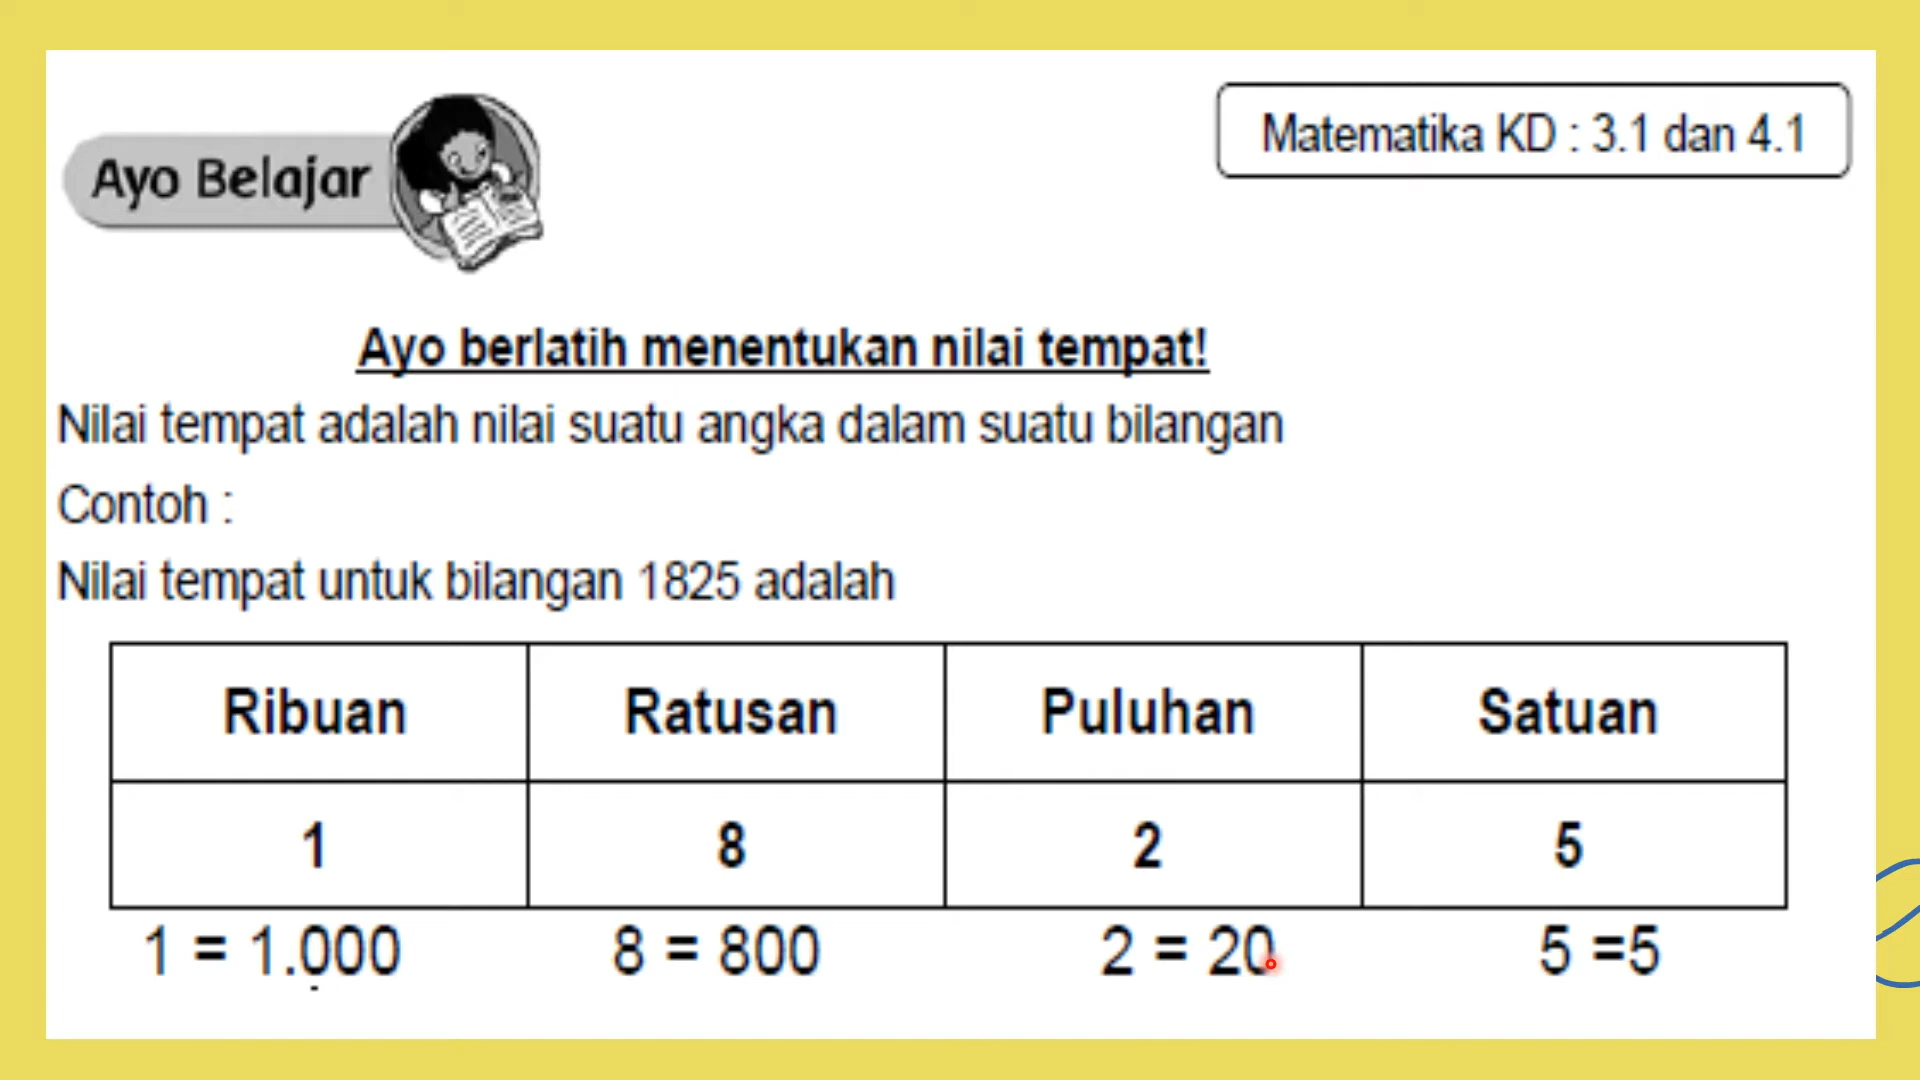 Ayo Belajar
Matematika KD : 3.1 dan 4.1
Ayo berlatih menentukan nilai tempat!
Nilai tempat adalah nilai suatu angka dalam suatu bilangan
Contoh :
Nilai tempat untuk bilangan 1825 adalah
Ribuan Ratusan Puluhan Satuan
1 8 2 5
1 = 1.000 8 = 800 2 = 20 5 =5